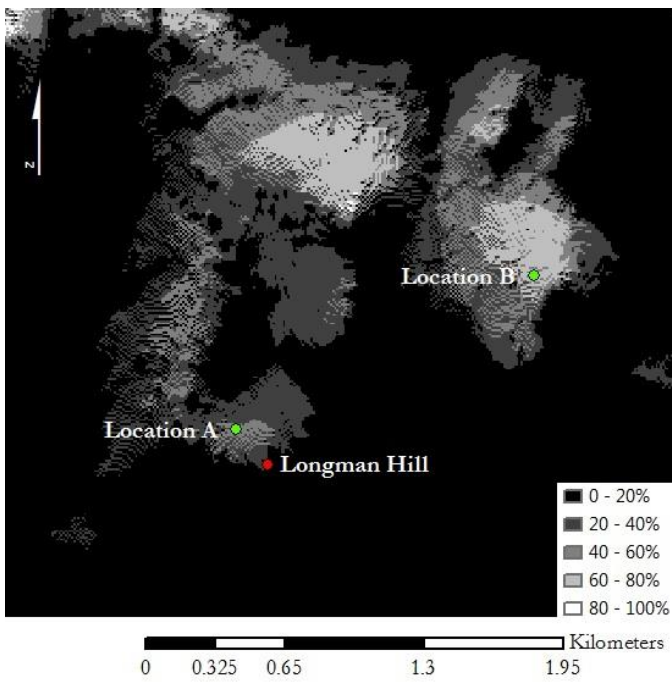 N
Location B
Location A
Longman Hill
0 - 20%
20 - 40%
40 - 60%
60 - 80%
80 - 100%
Kilometers
0 0.325 0.65 1.3 1.95